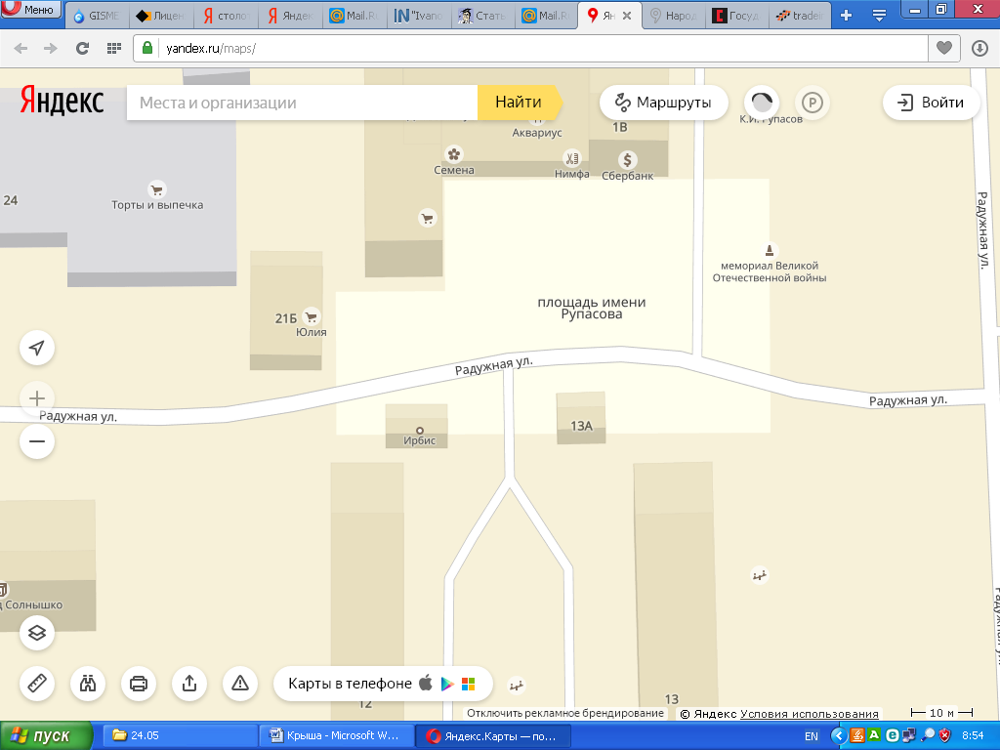 Меню
GISME
Лицен
столо
Яндек
Mail.R
"Ivano
Стать
Mail.R
Ян
Народ
Госуд
trader
yandex.ru/maps/
Яндекс
Места и организации
Найти
Маршруты
P
Войти
Аквариус
1В
К.И. Рупасов
Семена
Нимфа
Сбербанк
24
Торты и выпечка
Радужная ул.
мемориал Великой
Отечественной войны
площадь имени
Рупасова
21Б
Юлия
Радужная ул.
Радужная ул.
Радужная ул.
Ирбис
13А
д Солнышко
Карты в телефоне
12
13
Отключить рекламное брендирование
© Яндекс Условия использования
10 м
пуск
24.05
Крыша - Microsoft W...
Яндекс.Карты — по...
EN
8:54